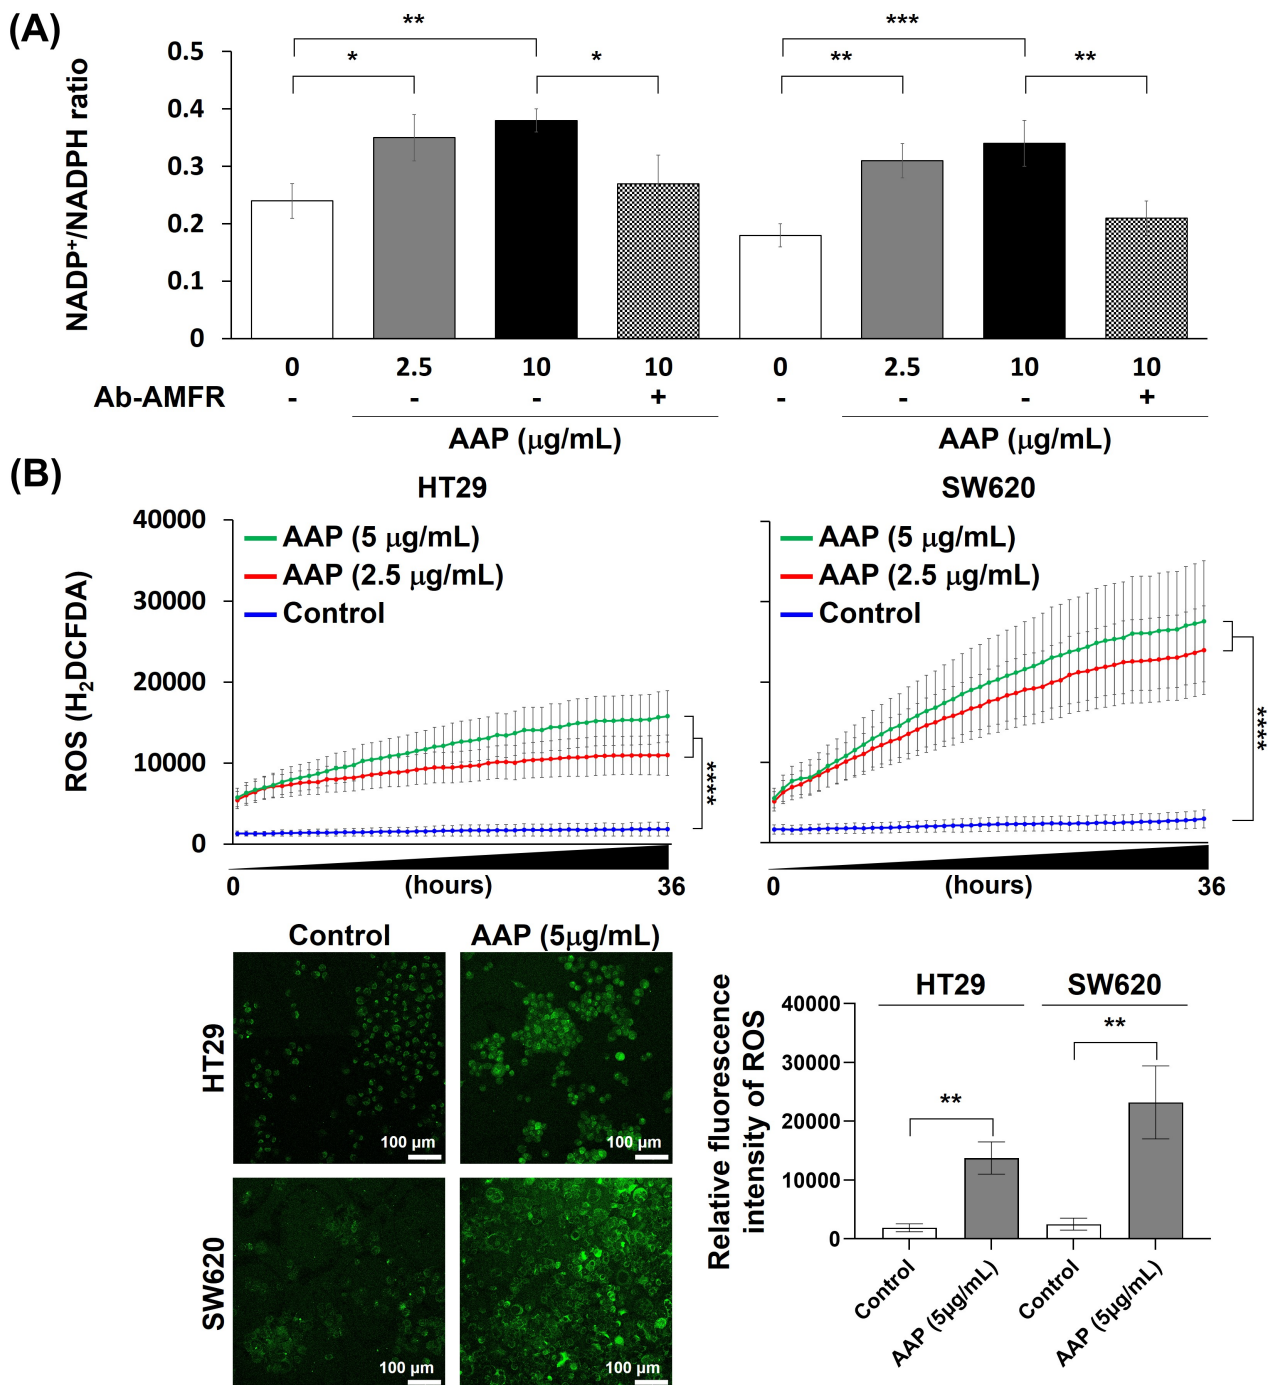 (A)
NADP⁺/NADPH ratio
0.5
0.4
0.3
0.2
0.1
0
**
*
*
***
**
**
0 2.5 10 10 0 2.5 10 10
Ab-AMFR - - - + - - - +
AAP (μg/mL) AAP (μg/mL)
(B)
HT29
ROS (H₂DCFDA)
40000
30000
20000
10000
0
AAP (5 μg/mL)
AAP (2.5 μg/mL)
Control
****
0 (hours) 36
SW620
AAP (5 μg/mL)
AAP (2.5 μg/mL)
Control
****
0 (hours) 36
Control AAP (5μg/mL)
HT29
100 μm
100 μm
SW620
100 μm
100 μm
Relative fluorescence
intensity of ROS
HT29 SW620
40000
30000
20000
10000
0
**
**
Control
AAP (5μg/mL)
Control
AAP (5μg/mL)